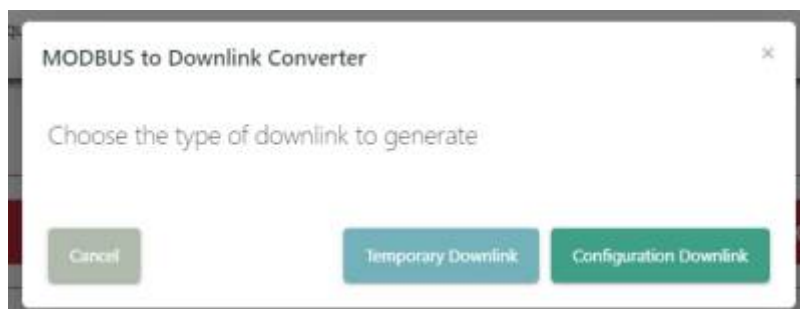 MODBUS to Downlink Converter ×
Choose the type of downlink to generate
Cancel Temporary Downlink Configuration Downlink